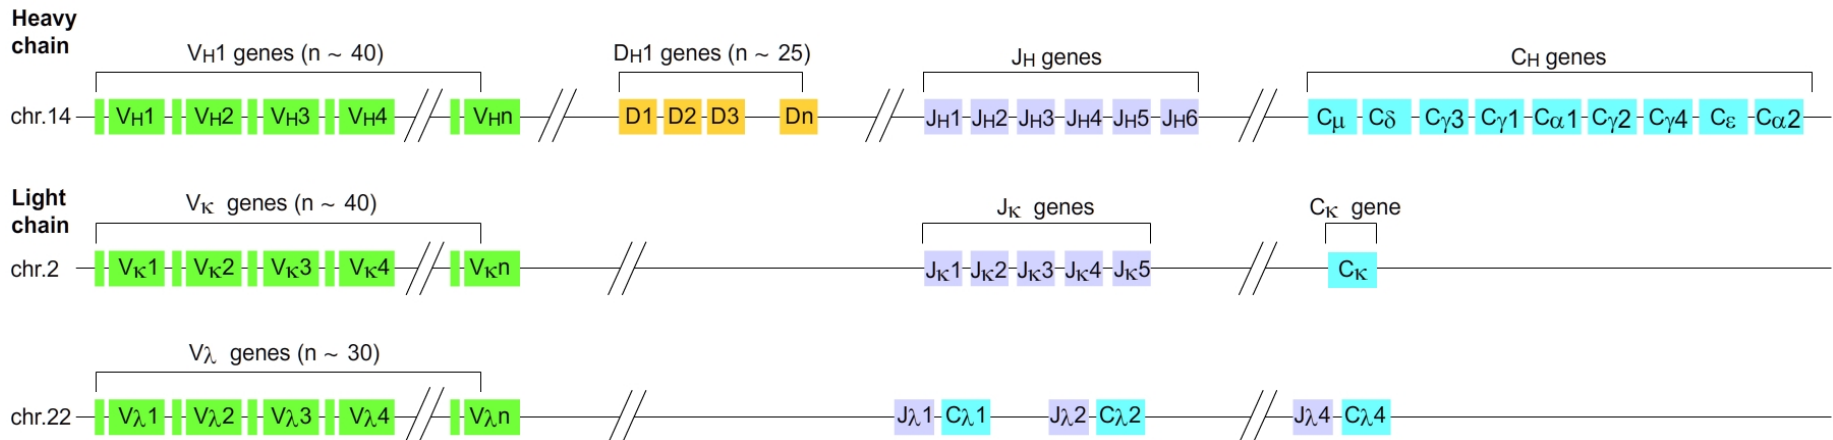 Heavy
chain
VH1 genes (n ~ 40)
DH1 genes (n ~ 25)
JH genes
CH genes
chr.14 VH1 VH2 VH3 VH4 VHn D1 D2 D3 Dn JH1 JH2 JH3 JH4 JH5 JH6 Cμ Cδ Cγ3 Cγ1 Cα1 Cγ2 Cγ4 Cε Cα2
Light
chain
Vκ genes (n ~ 40)
Jκ genes
Cκ gene
chr.2 Vκ1 Vκ2 Vκ3 Vκ4 Vκn Jκ1 Jκ2 Jκ3 Jκ4 Jκ5 Cκ
Vλ genes (n ~ 30)
chr.22 Vλ1 Vλ2 Vλ3 Vλ4 Vλn Jλ1 Cλ1 Jλ2 Cλ2 Jλ4 Cλ4